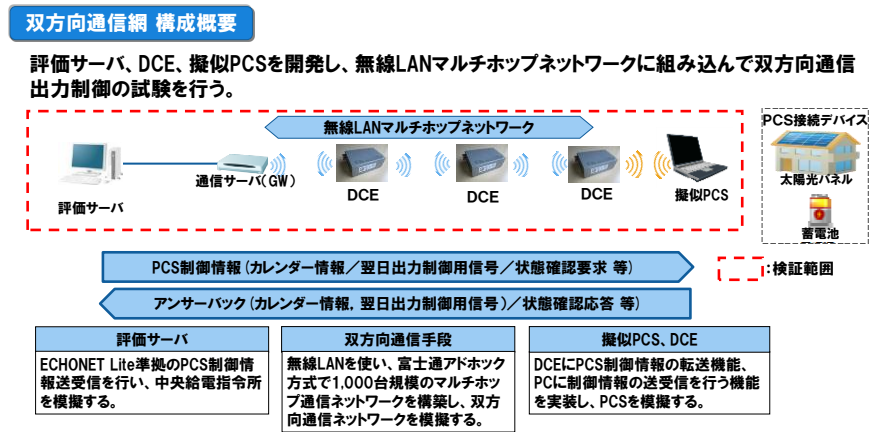 双方向通信網 構成概要
評価サーバ、DCE、擬似PCSを開発し、無線LANマルチホップネットワークに組み込んで双方向通信
出力制御の試験を行う。
無線LANマルチホップネットワーク
PCS接続デバイス
通信サーバ(GW)
太陽光パネル
評価サーバ
DCE
DCE
DCE
擬似PCS
蓄電池
PCS制御情報(カレンダー情報/翌日出力制御用信号/状態確認要求 等)
:検証範囲
アンサーバック(カレンダー情報,翌日出力制御用信号)/状態確認応答 等)
評価サーバ
ECHONET Lite準拠のPCS制御情
報送受信を行い、中央給電指令所
を模擬する。
双方向通信手段
無線LANを使い、富士通アドホック
方式で1,000台規模のマルチホッ
プ通信ネットワークを構築し、双方
向通信ネットワークを模擬する。
擬似PCS、DCE
DCEにPCS制御情報の転送機能、
PCに制御情報の送受信を行う機能
を実装し、PCSを模擬する。